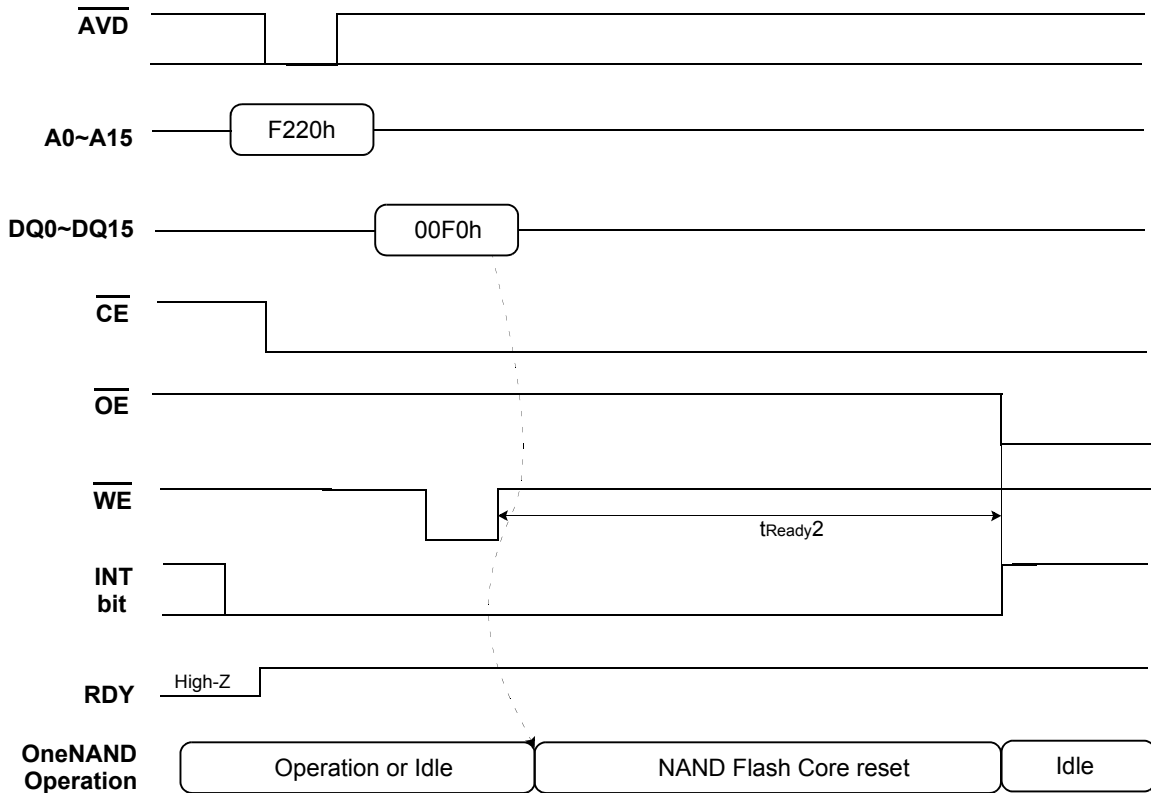 AVD
A0~A15
F220h
DQ0~DQ15
00F0h
CE
OE
WE
tReady2
INT
bit
High-Z
RDY
OneNAND
Operation
Operation or Idle
NAND Flash Core reset
Idle